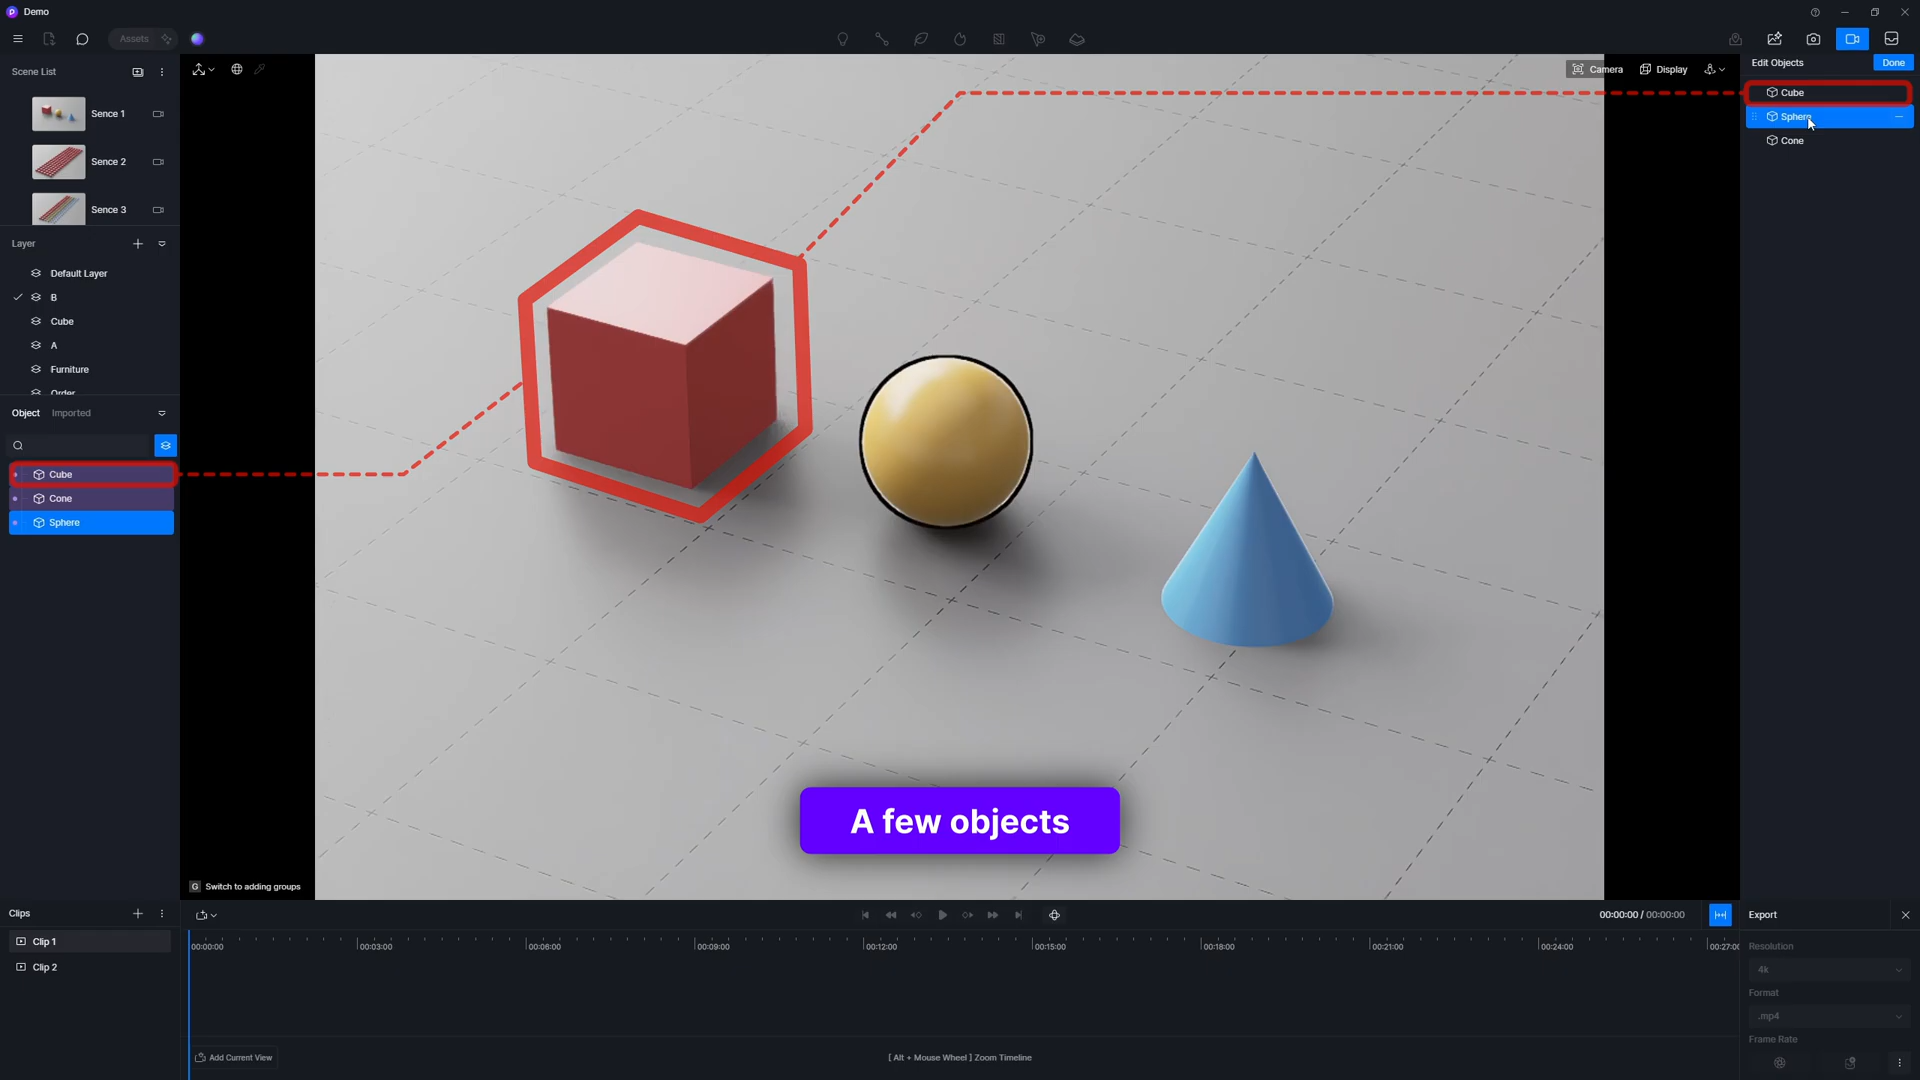 Demo
Assets
Scene List
Sence 1
Sence 2
Sence 3
Layer
Default Layer
B
Cube
A
Furniture
Order
Object Imported
Cube
Cone
Sphere
Camera Display
Edit Objects Done
Cube
Sphere
Cone
A few objects
G Switch to adding groups
Clips
Clip 1
Clip 2
00:00:00 / 00:00:00
00:00:00 00:03:00 00:06:00 00:09:00 00:12:00 00:15:00 00:18:00 00:21:00 00:24:00 00:27:00
Add Current View
[ Alt + Mouse Wheel ] Zoom Timeline
Export
Resolution
4k
Format
.mp4
Frame Rate